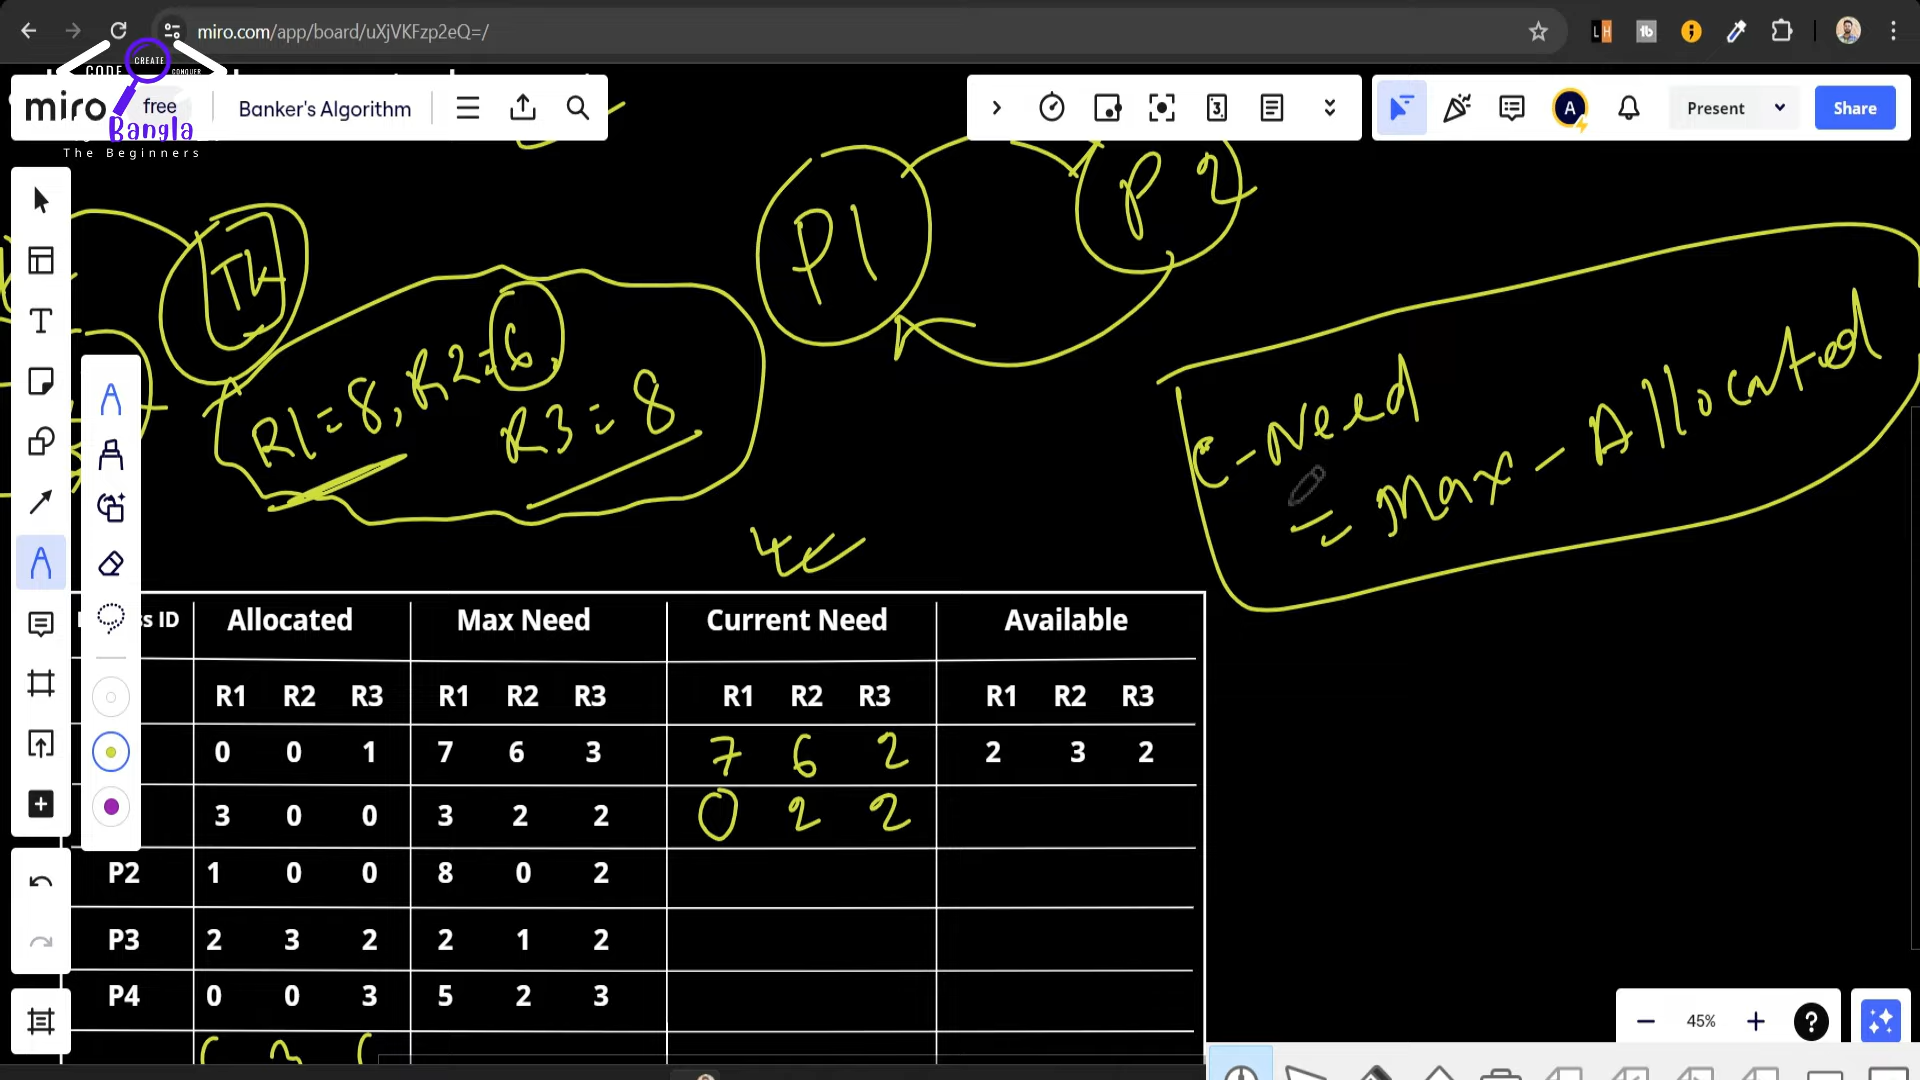 miro.com/app/board/uXjVKFzp2eQ=/
CODE CREATE CONQUER
miro free Banker's Algorithm
Bangla
The Beginners
Present Share
P1 P 2
R1=8, R2=6,
R3=8
C-Need
= Max - Allocated
s ID Allocated Max Need Current Need Available
R1 R2 R3 R1 R2 R3 R1 R2 R3 R1 R2 R3
0 0 1 7 6 3 7 6 2 2 3 2
3 0 0 3 2 2 0 2 2
P2 1 0 0 8 0 2
P3 2 3 2 2 1 2
P4 0 0 3 5 2 3
45%